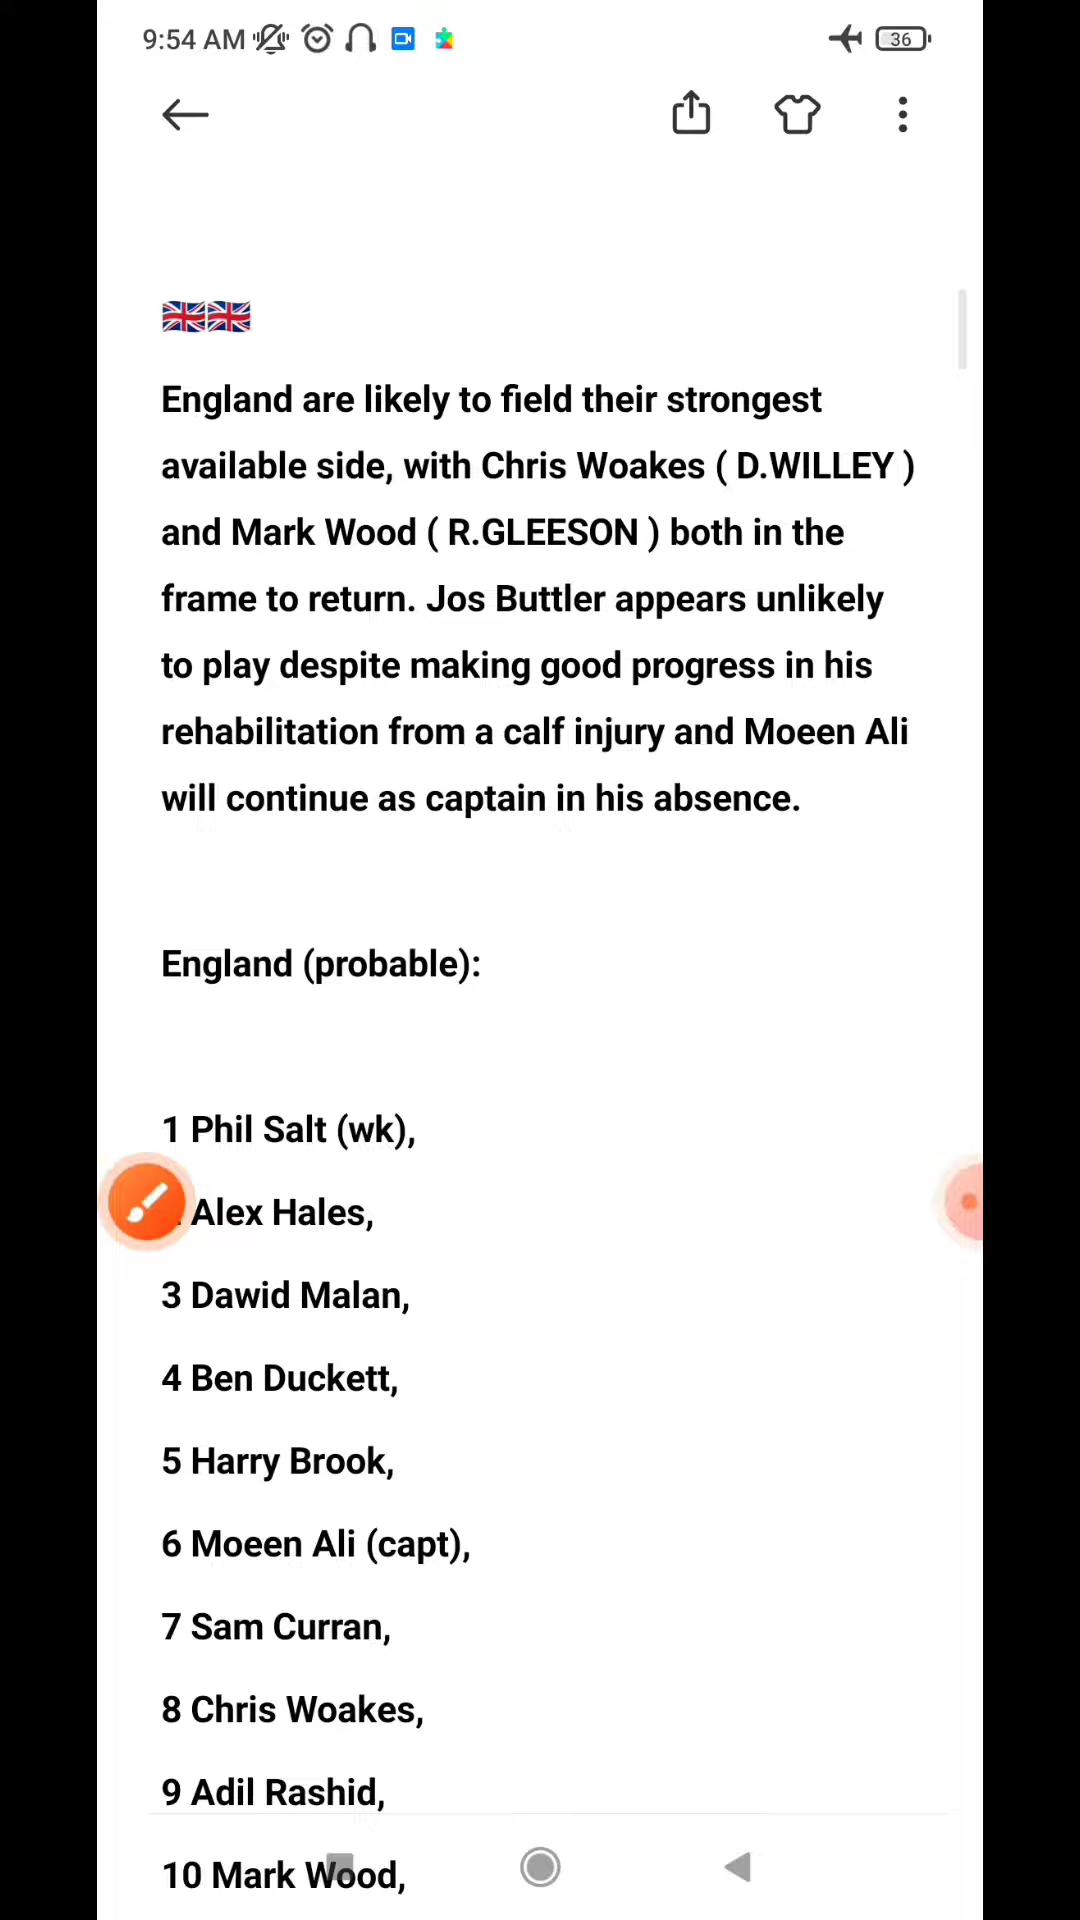 9:54 AM
36
England are likely to field their strongest
available side, with Chris Woakes ( D.WILLEY )
and Mark Wood ( R.GLEESON ) both in the
frame to return. Jos Buttler appears unlikely
to play despite making good progress in his
rehabilitation from a calf injury and Moeen Ali
will continue as captain in his absence.
England (probable):
1 Phil Salt (wk),
Alex Hales,
3 Dawid Malan,
4 Ben Duckett,
5 Harry Brook,
6 Moeen Ali (capt),
7 Sam Curran,
8 Chris Woakes,
9 Adil Rashid,
10 Mark Wood,